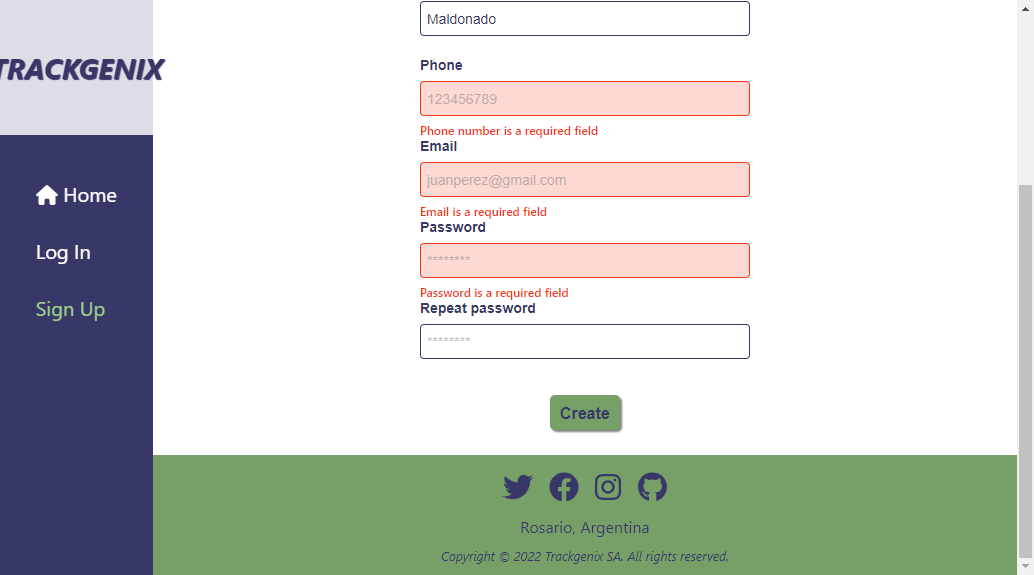 TRACKGENIX
Home
Log In
Sign Up
Maldonado
Phone
123456789
Phone number is a required field
Email
juanperez@gmail.com
Email is a required field
Password
********
Password is a required field
Repeat password
********
Create
Rosario, Argentina
Copyright © 2022 Trackgenix SA. All rights reserved.